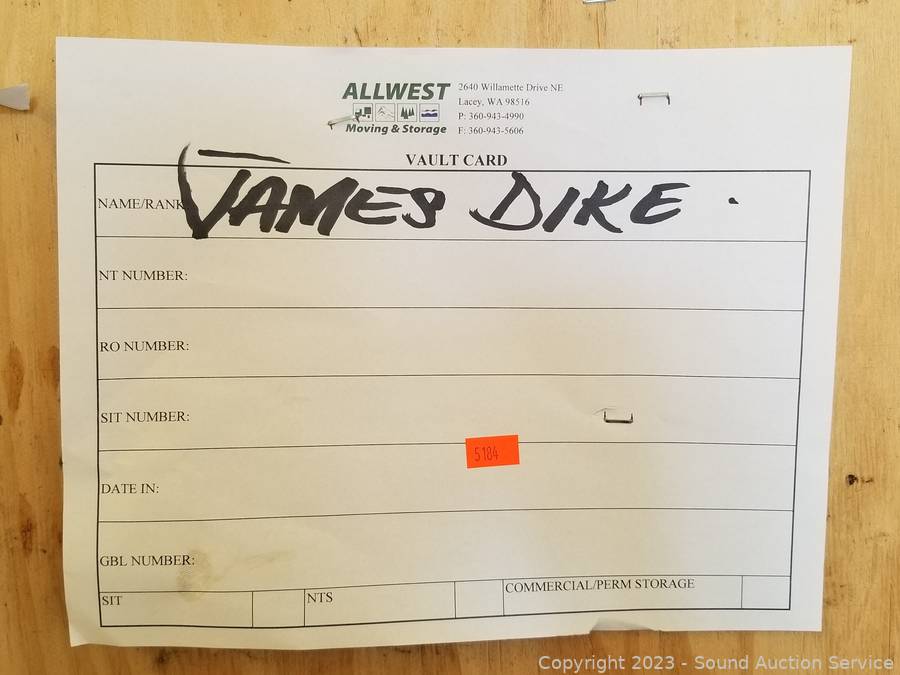 ALLWEST
Moving & Storage
2640 Willamette Drive NE
Lacey, WA 98516
P: 360-943-4990
F: 360-943-5606
VAULT CARD
NAME/RANK JAMES DIKE .
NT NUMBER:
RO NUMBER:
SIT NUMBER:
5184
DATE IN:
GBL NUMBER:
SIT NTS COMMERCIAL/PERM STORAGE
Copyright 2023 - Sound Auction Service